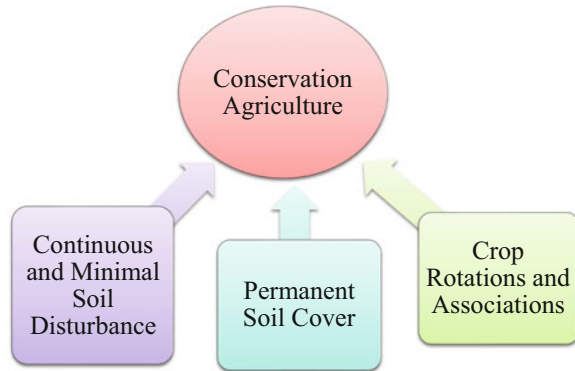 Conservation
Agriculture
Continuous
and Minimal
Soil
Disturbance
Permanent
Soil Cover
Crop
Rotations and
Associations